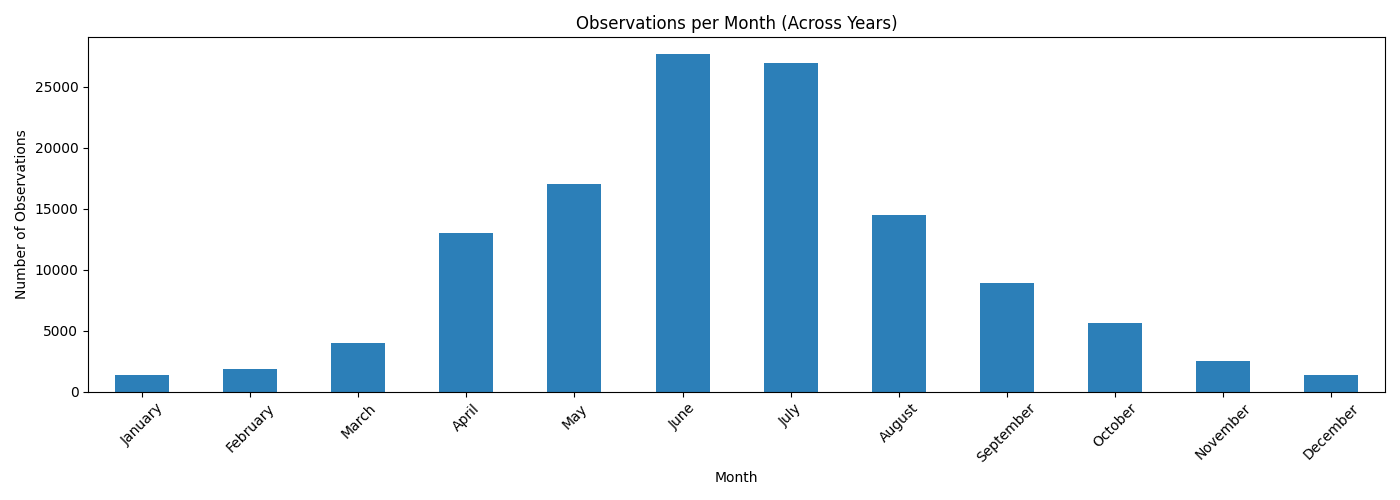 Observations per Month (Across Years)
Number of Observations
25000
20000
15000
10000
5000
0
January
February
March
April
May
June
July
August
September
October
November
December
Month